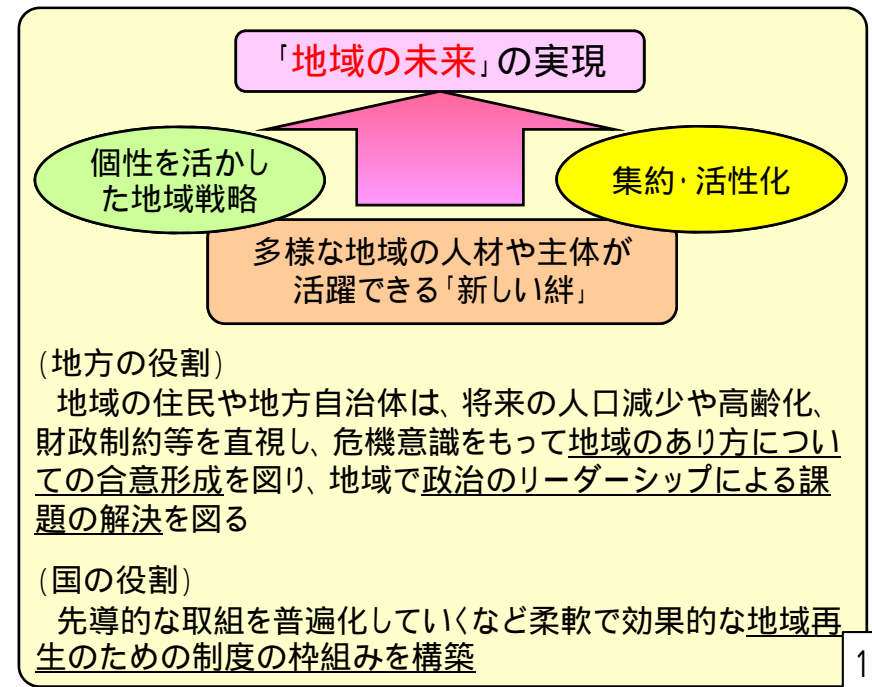 「地域の未来」の実現
個性を活かし
た地域戦略
集約・活性化
多様な地域の人材や主体が
活躍できる「新しい絆」
(地方の役割)
地域の住民や地方自治体は、将来の人口減少や高齢化、
財政制約等を直視し、危機意識をもって地域のあり方につい
ての合意形成を図り、地域で政治のリーダーシップによる課
題の解決を図る
(国の役割)
先導的な取組を普遍化していくなど柔軟で効果的な地域再
生のための制度の枠組みを構築
1